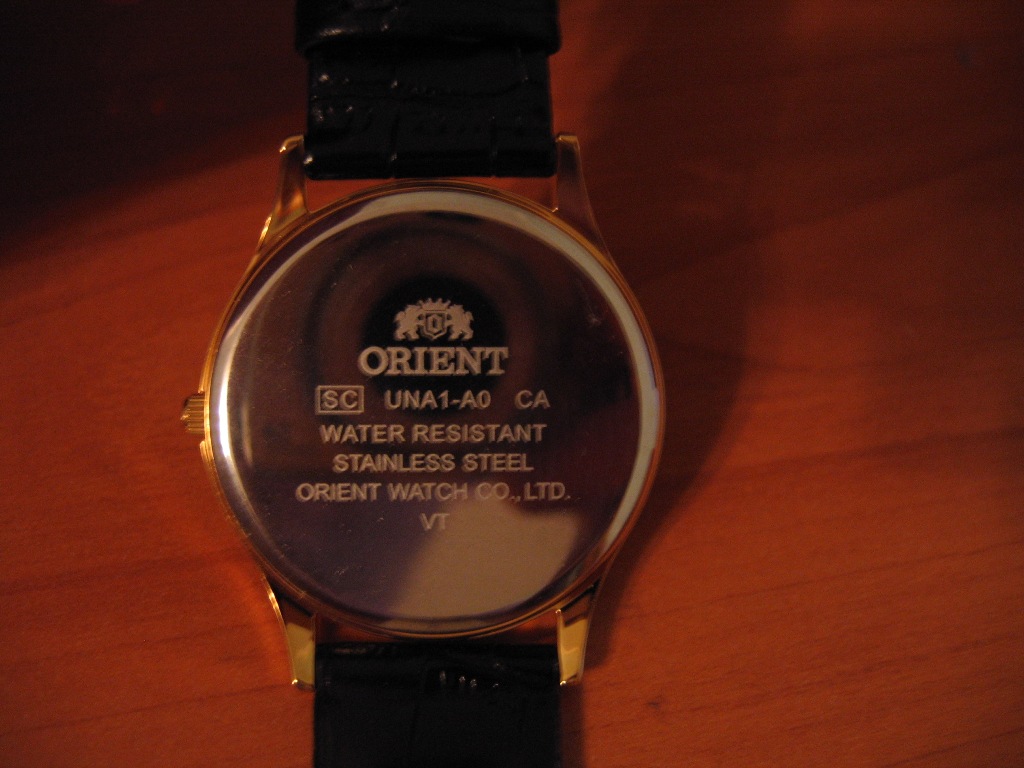 ORIENT
SC UNA1-A0 CA
WATER RESISTANT
STAINLESS STEEL
ORIENT WATCH CO., LTD.
VT